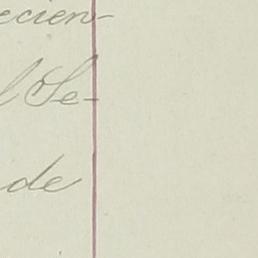 ecien-
l Se-
de